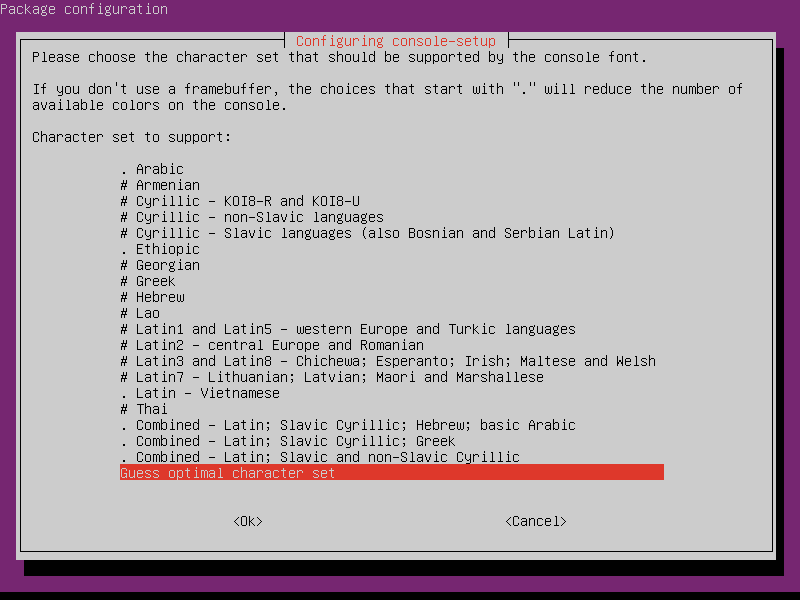 Package configuration
Configuring console-setup
Please choose the character set that should be supported by the console font.
If you don't use a framebuffer, the choices that start with "." will reduce the number of
available colors on the console.
Character set to support:
. Arabic
# Armenian
# Cyrillic - KOI8-R and KOI8-U
# Cyrillic - non-Slavic languages
# Cyrillic - Slavic languages (also Bosnian and Serbian Latin)
. Ethiopic
# Georgian
# Greek
# Hebrew
# Lao
# Latin1 and Latin5 - western Europe and Turkic languages
# Latin2 - central Europe and Romanian
# Latin3 and Latin8 - Chichewa; Esperanto; Irish; Maltese and Welsh
# Latin7 - Lithuanian; Latvian; Maori and Marshallese
. Latin - Vietnamese
# Thai
. Combined - Latin; Slavic Cyrillic; Hebrew; basic Arabic
. Combined - Latin; Slavic Cyrillic; Greek
. Combined - Latin; Slavic and non-Slavic Cyrillic
Guess optimal character set
<Ok> <Cancel>